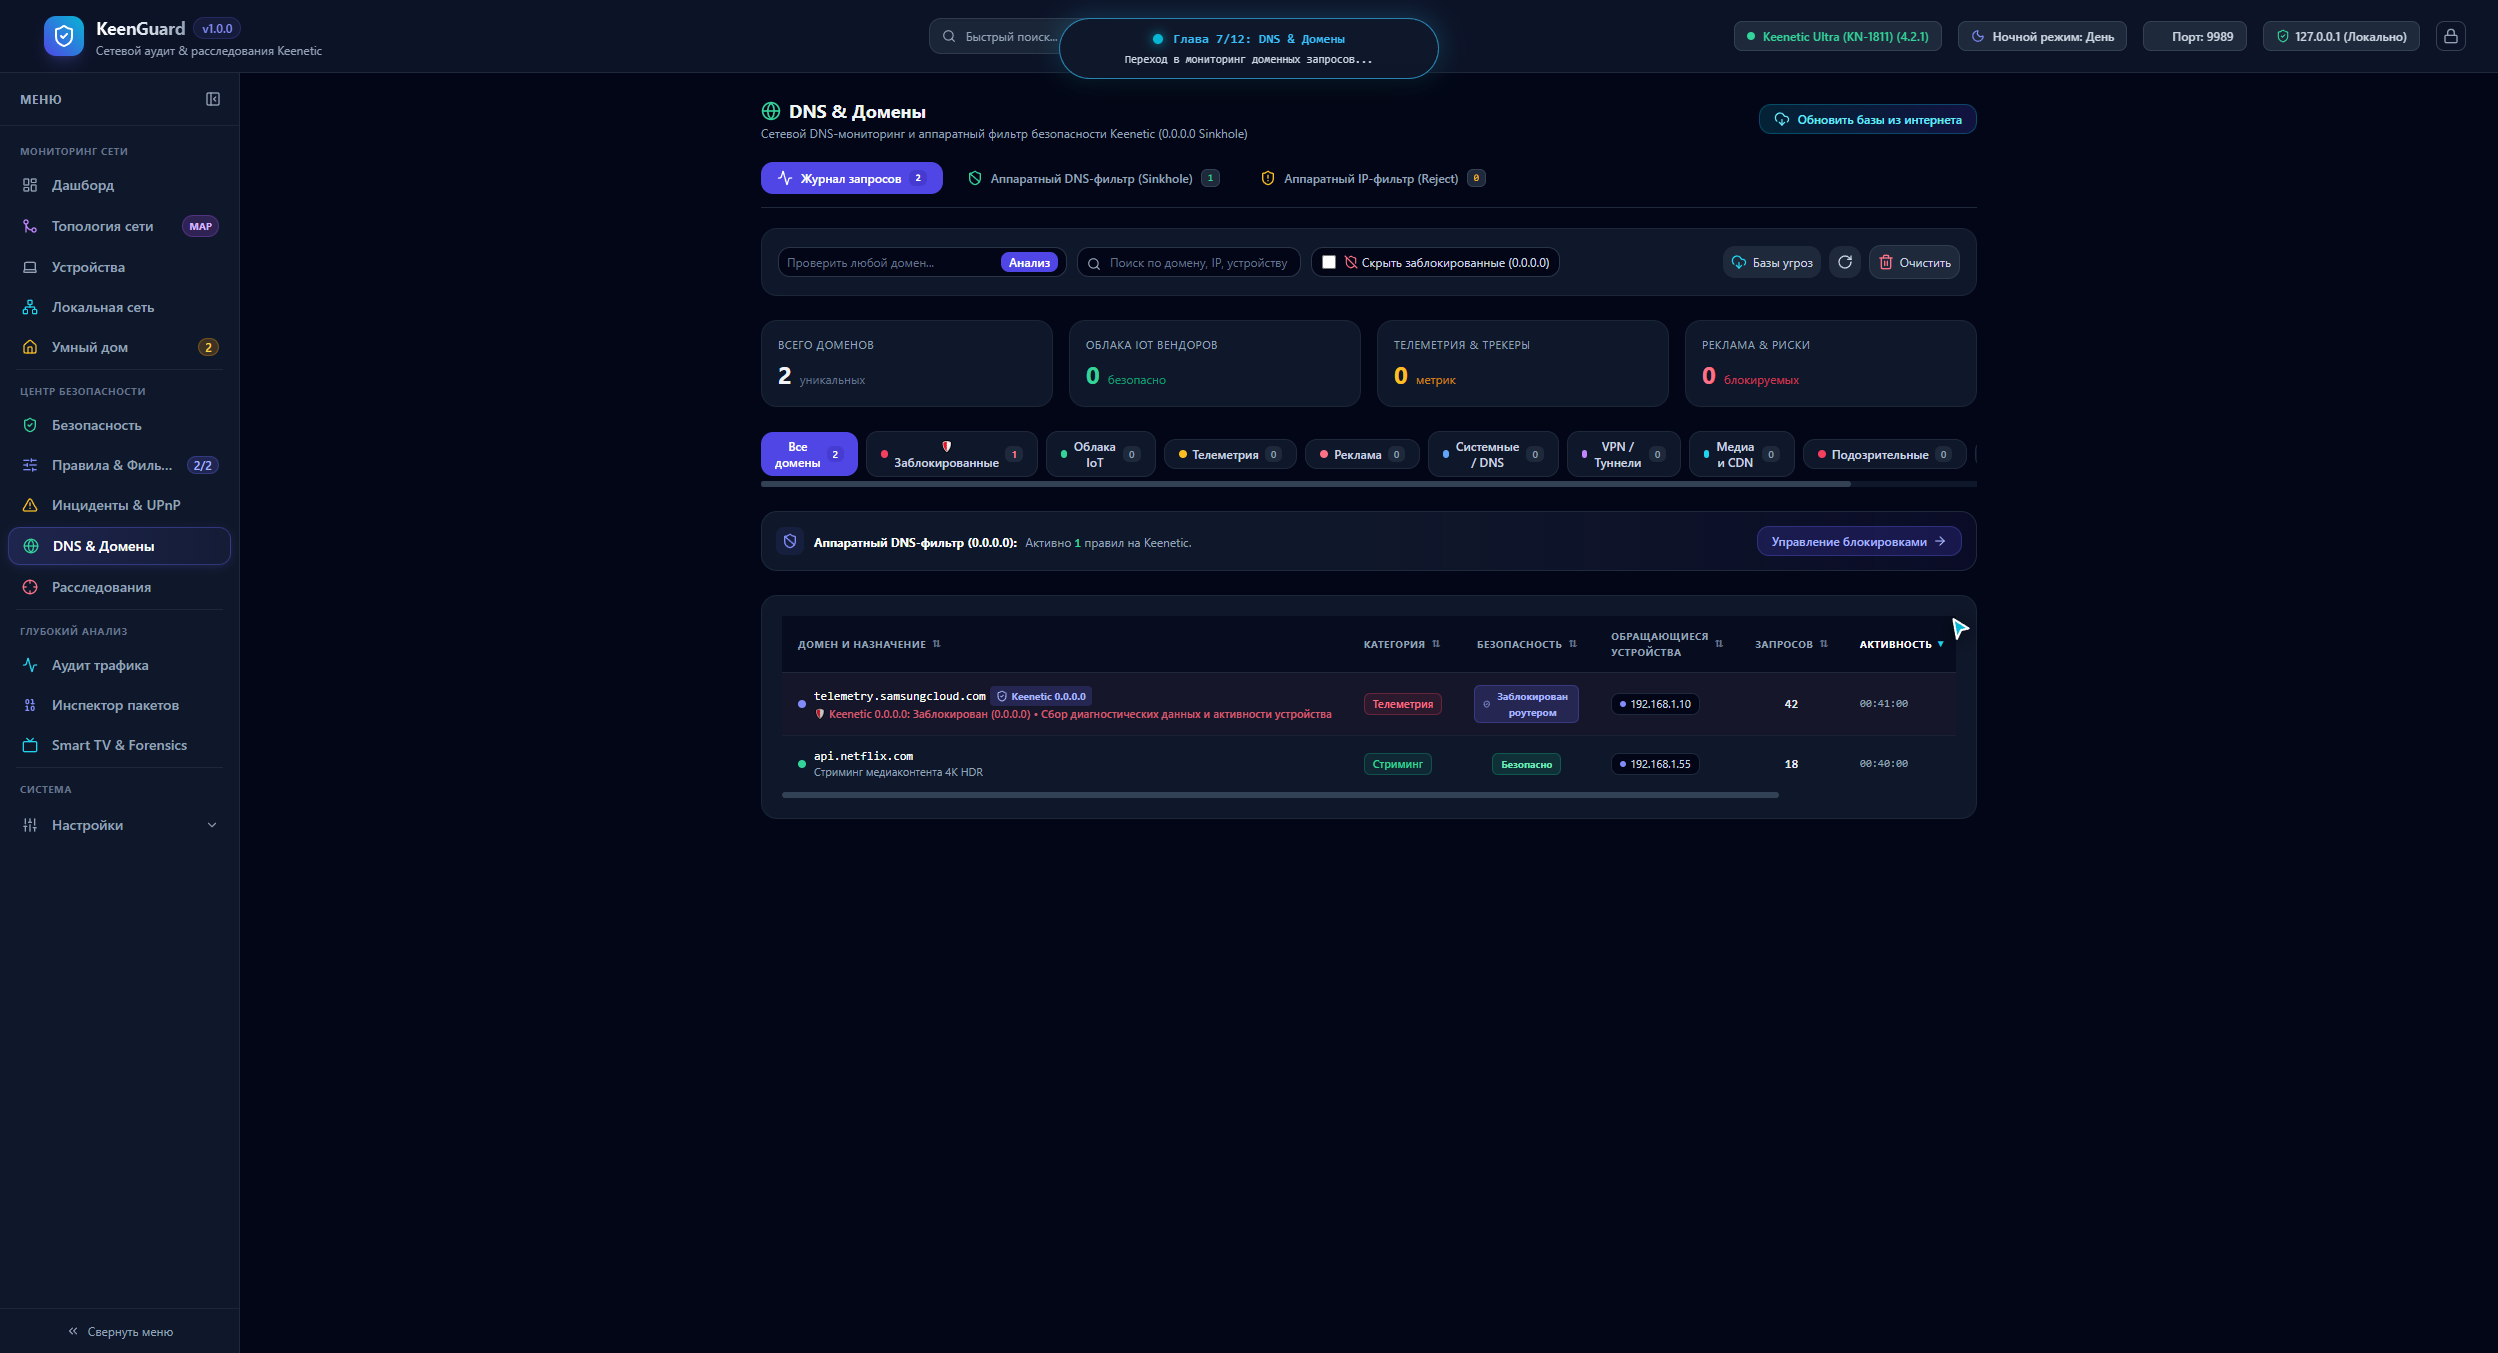 KeenGuard v1.0.0
Сетевой аудит & расследования Keenetic
Быстрый поиск...
Глава 7/12: DNS & Домены
Переход в мониторинг доменных запросов...
Keenetic Ultra (KN-1811) (4.2.1)
Ночной режим: День
Порт: 9989
127.0.0.1 (Локально)
МЕНЮ
МОНИТОРИНГ СЕТИ
Дашборд
Топология сети MAP
Устройства
Локальная сеть
Умный дом 2
ЦЕНТР БЕЗОПАСНОСТИ
Безопасность
Правила & Филь... 2/2
Инциденты & UPnP
DNS & Домены
Расследования
ГЛУБОКИЙ АНАЛИЗ
Аудит трафика
Инспектор пакетов
Smart TV & Forensics
СИСТЕМА
Настройки
Свернуть меню
DNS & Домены
Сетевой DNS-мониторинг и аппаратный фильтр безопасности Keenetic (0.0.0.0 Sinkhole)
Обновить базы из интернета
Журнал запросов 2
Аппаратный DNS-фильтр (Sinkhole) 1
Аппаратный IP-фильтр (Reject) 0
Проверить любой домен...
Анализ
Поиск по домену, IP, устройству
Скрыть заблокированные (0.0.0.0)
Базы угроз
Очистить
ВСЕГО ДОМЕНОВ
2 уникальных
ОБЛАКА IOT ВЕНДОРОВ
0 безопасно
ТЕЛЕМЕТРИЯ & ТРЕКЕРЫ
0 метрик
РЕКЛАМА & РИСКИ
0 блокируемых
Все
домены 2
Заблокированные 1
Облака
IoT 0
Телеметрия 0
Реклама 0
Системные
/ DNS 0
VPN /
Туннели 0
Медиа
и CDN 0
Подозрительные 0
Аппаратный DNS-фильтр (0.0.0.0): Активно 1 правил на Keenetic.
Управление блокировками
ДОМЕН И НАЗНАЧЕНИЕ
КАТЕГОРИЯ
БЕЗОПАСНОСТЬ
ОБРАЩАЮЩИЕСЯ
УСТРОЙСТВА
ЗАПРОСОВ
АКТИВНОСТЬ
telemetry.samsungcloud.com Keenetic 0.0.0.0
Keenetic 0.0.0.0: Заблокирован (0.0.0.0) • Сбор диагностических данных и активности устройства
Телеметрия
Заблокирован
роутером
192.168.1.10
42
00:41:00
api.netflix.com
Стриминг медиаконтента 4K HDR
Стриминг
Безопасно
192.168.1.55
18
00:40:00